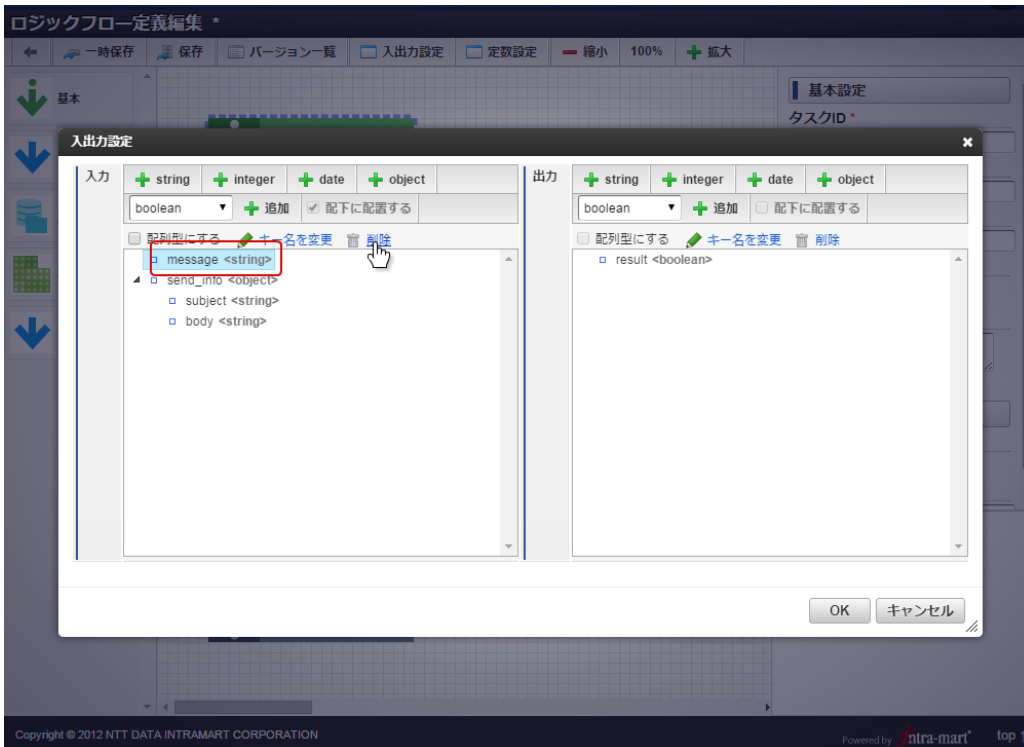 ロジックフロー定義編集 *
一時保存 保存 バージョン一覧 入出力設定 定数設定 縮小 100% 拡大
基本
基本設定
タスクID *
入出力設定
入力
string integer date object
boolean 追加 配下に配置する
配列型にする キー名を変更 削除
message <string>
send_info <object>
subject <string>
body <string>
出力
string integer date object
boolean 追加 配下に配置する
配列型にする キー名を変更 削除
result <boolean>
OK キャンセル
Copyright © 2012 NTT DATA INTRAMART CORPORATION
Powered by intra-mart top